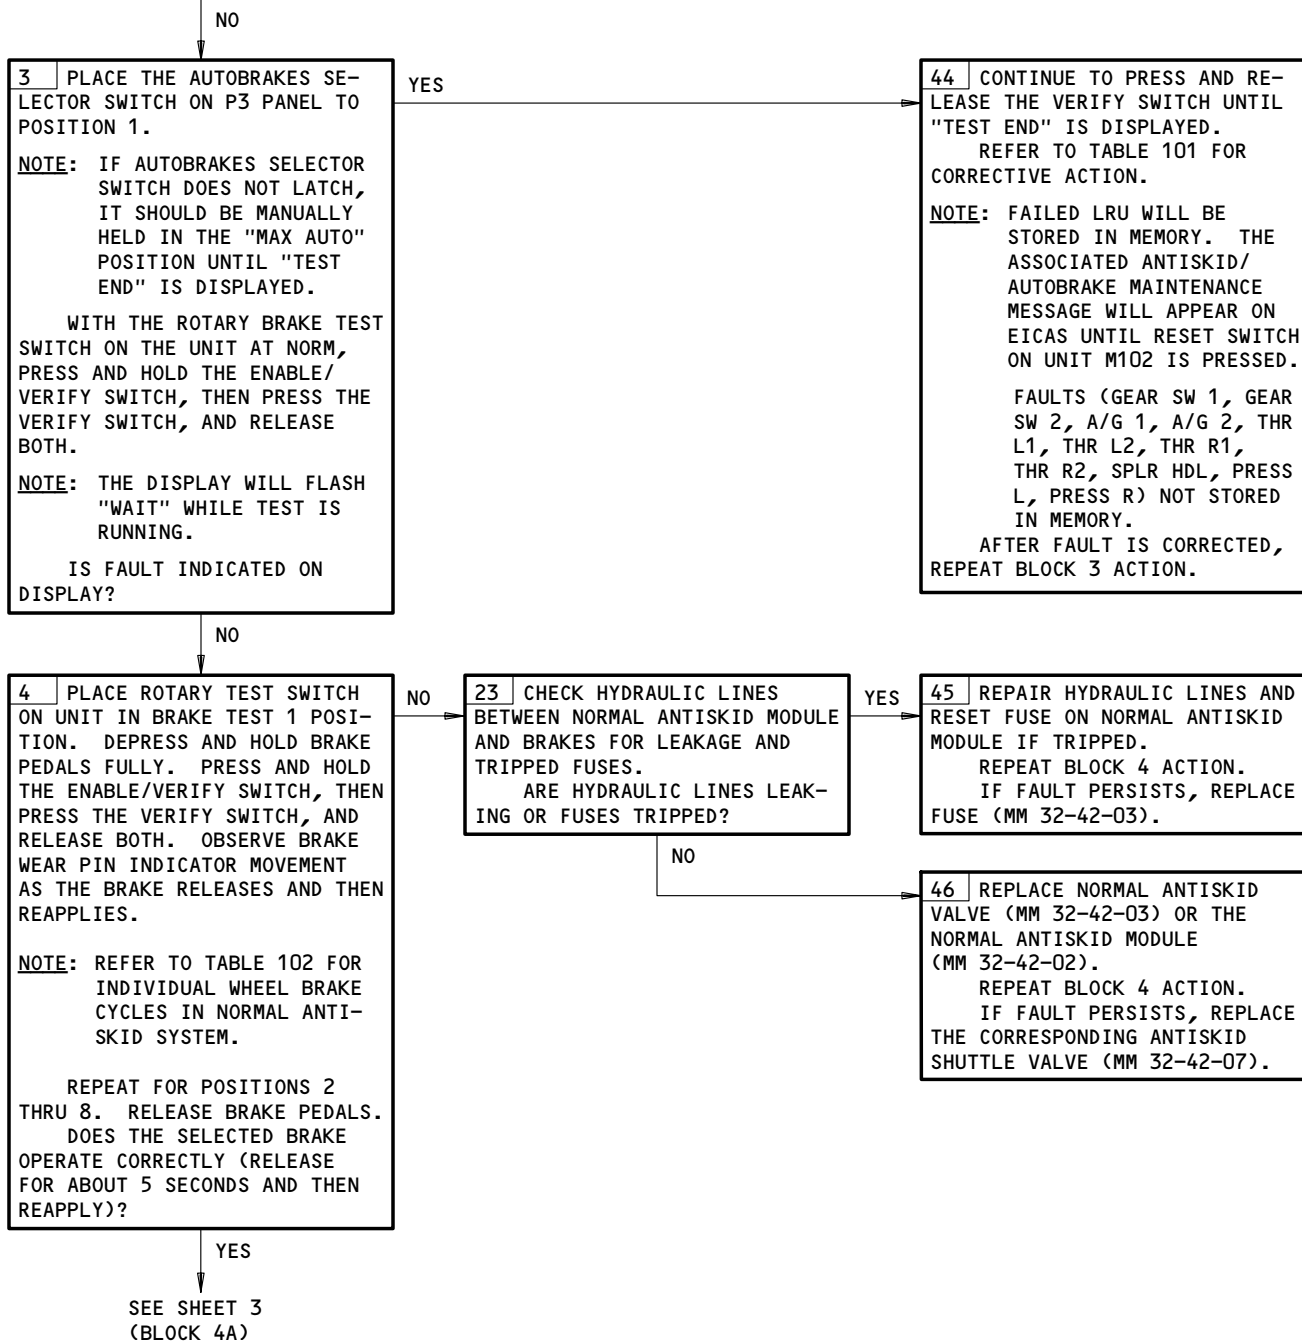 NO
3 PLACE THE AUTOBRAKES SE-
LECTOR SWITCH ON P3 PANEL TO
POSITION 1.
NOTE: IF AUTOBRAKES SELECTOR
SWITCH DOES NOT LATCH,
IT SHOULD BE MANUALLY
HELD IN THE "MAX AUTO"
POSITION UNTIL "TEST
END" IS DISPLAYED.
WITH THE ROTARY BRAKE TEST
SWITCH ON THE UNIT AT NORM,
PRESS AND HOLD THE ENABLE/
VERIFY SWITCH, THEN PRESS THE
VERIFY SWITCH, AND RELEASE
BOTH.
NOTE: THE DISPLAY WILL FLASH
"WAIT" WHILE TEST IS
RUNNING.
IS FAULT INDICATED ON
DISPLAY?
YES
44 CONTINUE TO PRESS AND RE-
LEASE THE VERIFY SWITCH UNTIL
"TEST END" IS DISPLAYED.
REFER TO TABLE 101 FOR
CORRECTIVE ACTION.
NOTE: FAILED LRU WILL BE
STORED IN MEMORY. THE
ASSOCIATED ANTISKID/
AUTOBRAKE MAINTENANCE
MESSAGE WILL APPEAR ON
EICAS UNTIL RESET SWITCH
ON UNIT M102 IS PRESSED.
FAULTS (GEAR SW 1, GEAR
SW 2, A/G 1, A/G 2, THR
L1, THR L2, THR R1,
THR R2, SPLR HDL, PRESS
L, PRESS R) NOT STORED
IN MEMORY.
AFTER FAULT IS CORRECTED,
REPEAT BLOCK 3 ACTION.
NO
4 PLACE ROTARY TEST SWITCH
ON UNIT IN BRAKE TEST 1 POSI-
TION. DEPRESS AND HOLD BRAKE
PEDALS FULLY. PRESS AND HOLD
THE ENABLE/VERIFY SWITCH, THEN
PRESS THE VERIFY SWITCH, AND
RELEASE BOTH. OBSERVE BRAKE
WEAR PIN INDICATOR MOVEMENT
AS THE BRAKE RELEASES AND THEN
REAPPLIES.
NOTE: REFER TO TABLE 102 FOR
INDIVIDUAL WHEEL BRAKE
CYCLES IN NORMAL ANTI-
SKID SYSTEM.
REPEAT FOR POSITIONS 2
THRU 8. RELEASE BRAKE PEDALS.
DOES THE SELECTED BRAKE
OPERATE CORRECTLY (RELEASE
FOR ABOUT 5 SECONDS AND THEN
REAPPLY)?
NO
23 CHECK HYDRAULIC LINES
BETWEEN NORMAL ANTISKID MODULE
AND BRAKES FOR LEAKAGE AND
TRIPPED FUSES.
ARE HYDRAULIC LINES LEAK-
ING OR FUSES TRIPPED?
YES
45 REPAIR HYDRAULIC LINES AND
RESET FUSE ON NORMAL ANTISKID
MODULE IF TRIPPED.
REPEAT BLOCK 4 ACTION.
IF FAULT PERSISTS, REPLACE
FUSE (MM 32-42-03).
NO
46 REPLACE NORMAL ANTISKID
VALVE (MM 32-42-03) OR THE
NORMAL ANTISKID MODULE
(MM 32-42-02).
REPEAT BLOCK 4 ACTION.
IF FAULT PERSISTS, REPLACE
THE CORRESPONDING ANTISKID
SHUTTLE VALVE (MM 32-42-07).
YES
SEE SHEET 3
(BLOCK 4A)